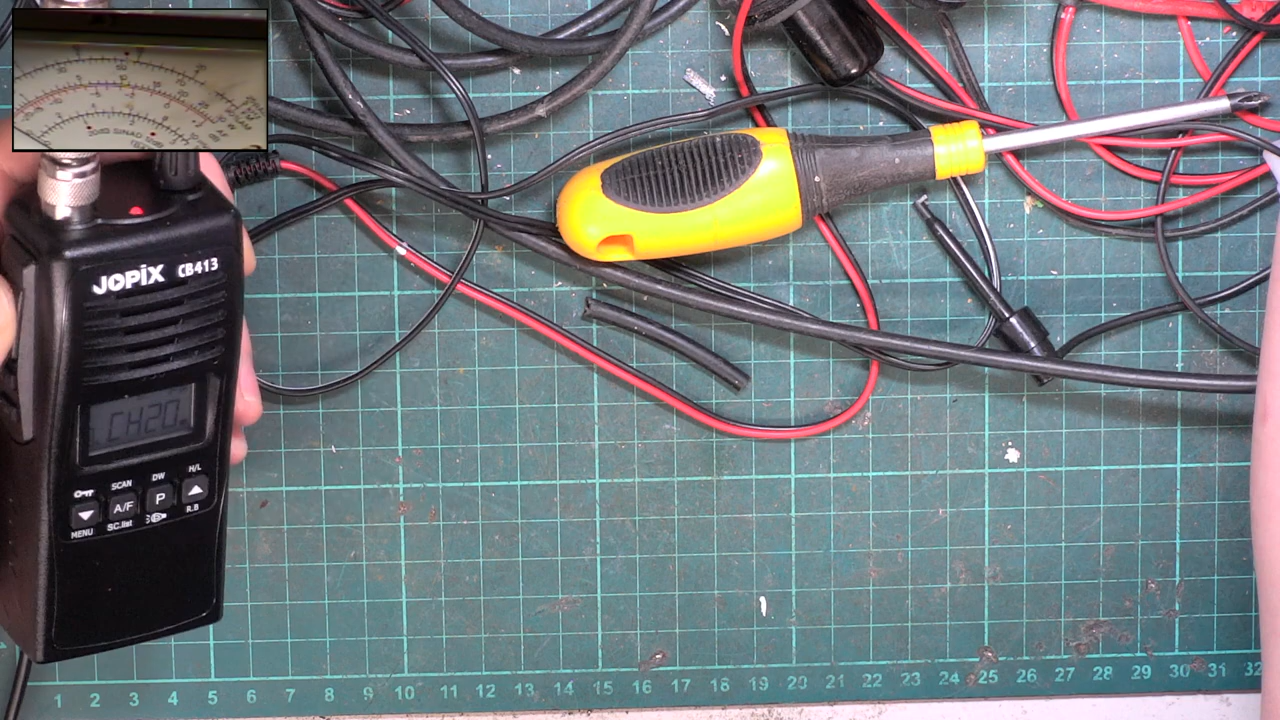 DIST SINAD
JOPIX CB413
CH20
SCAN
DW
H/L
A/F
P
MENU
SC.list
R.B
1 2 3 4 5 6 7 8 9 10 11 12 13 14 15 16 17 18 19 20 21 22 23 24 25 26 27 28 29 30 31 32